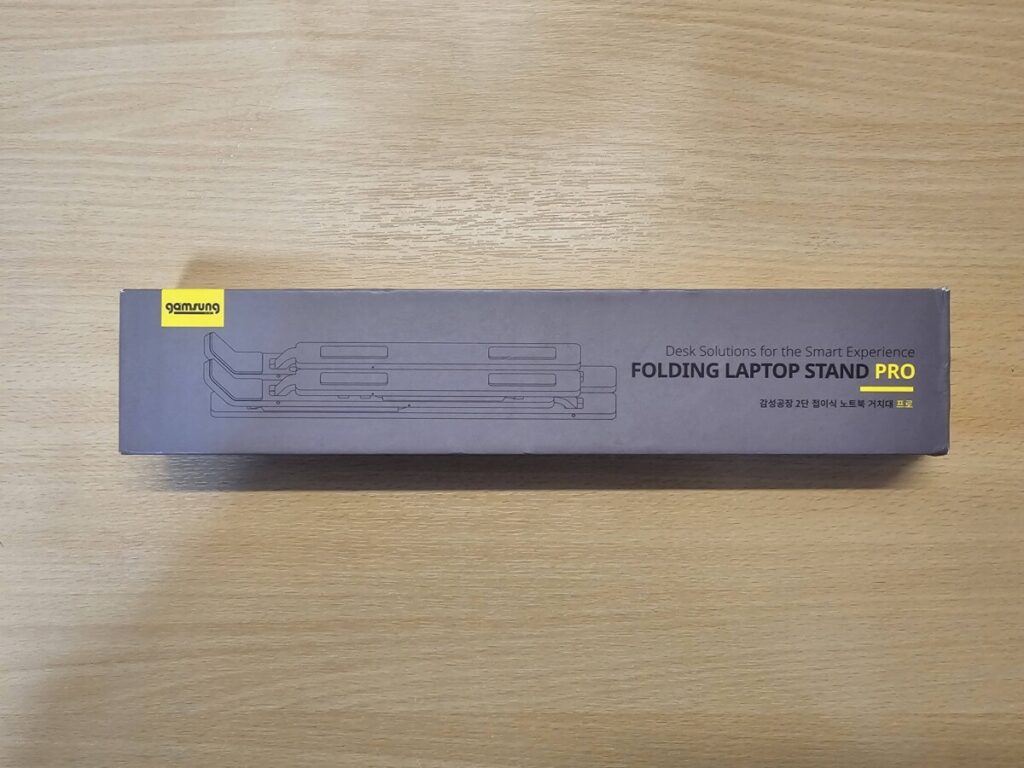 gamsung
Desk Solutions for the Smart Experience
FOLDING LAPTOP STAND PRO
감성공장 2단 접이식 노트북 거치대 프로